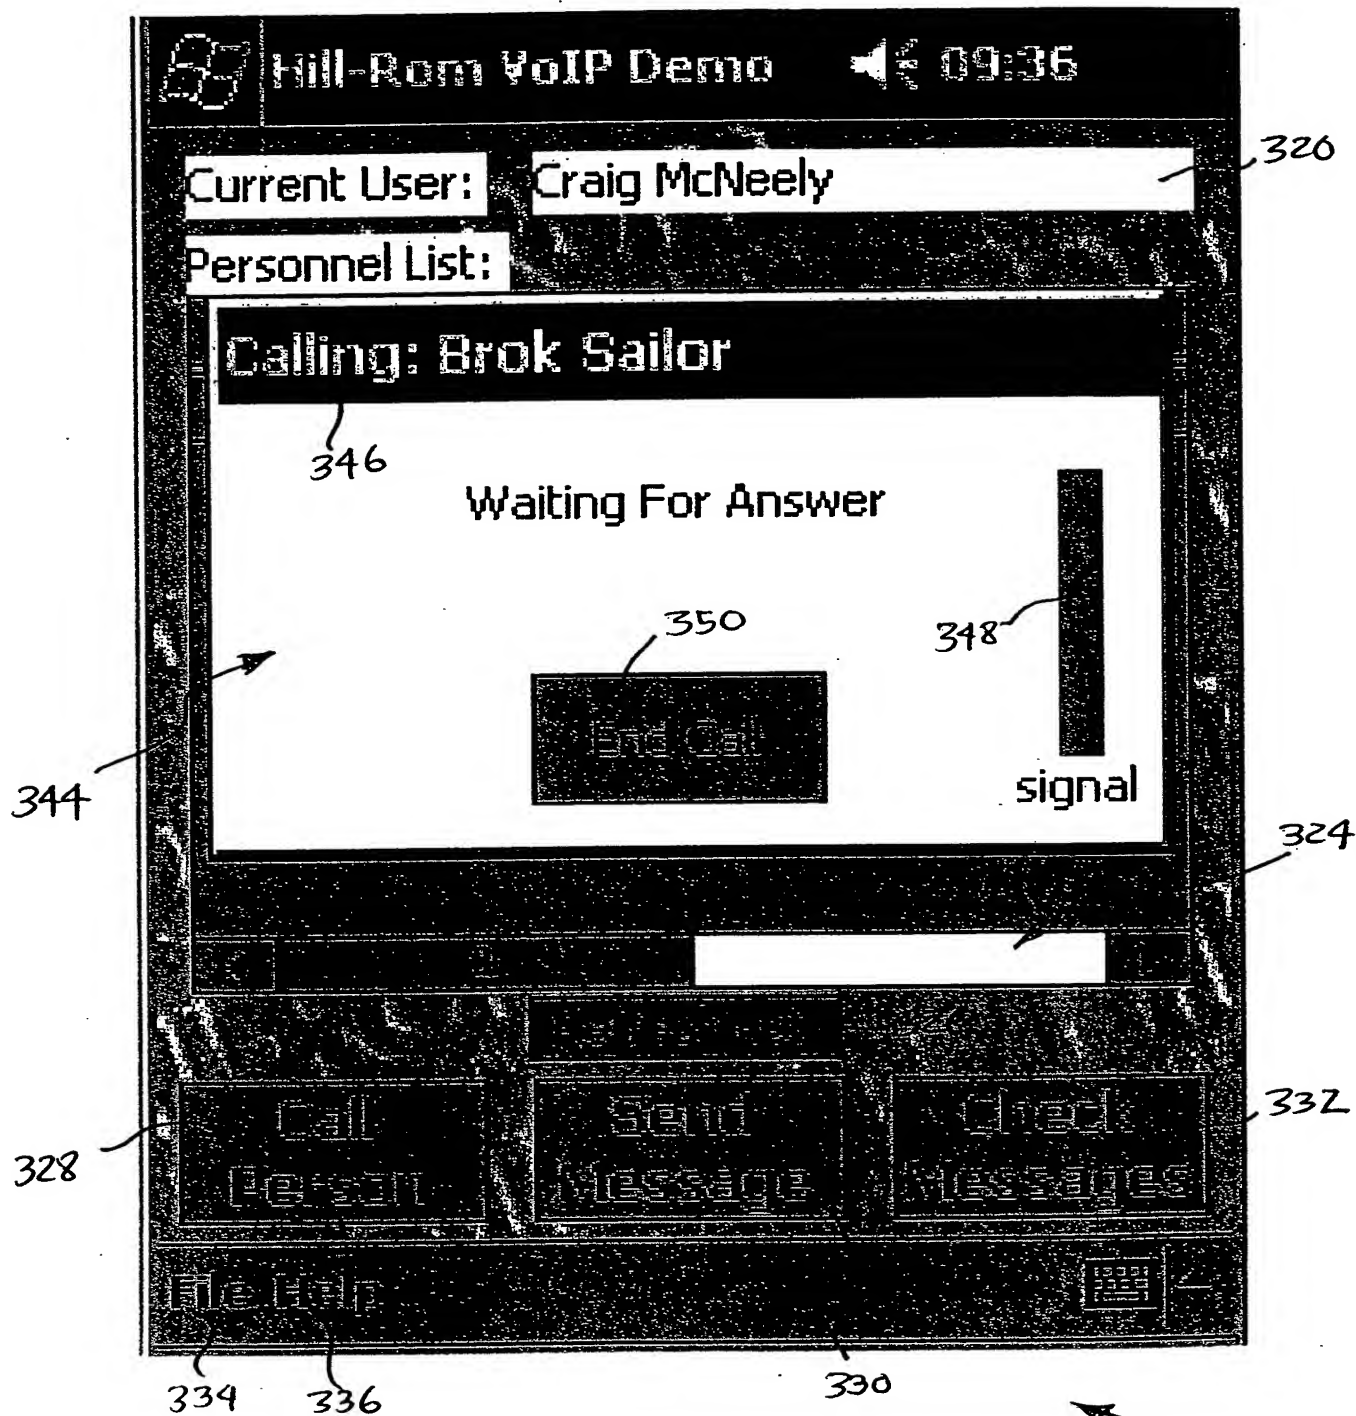 Hill-Rom VoIP Demo 09:36
320
Current User: Craig McNeely
Personnel List:
Calling: Brok Sailor
346
Waiting For Answer
350
348
End Call
344
signal
324
Call Person
Send Message
Check Messages
332
328
File Help
334
336
330